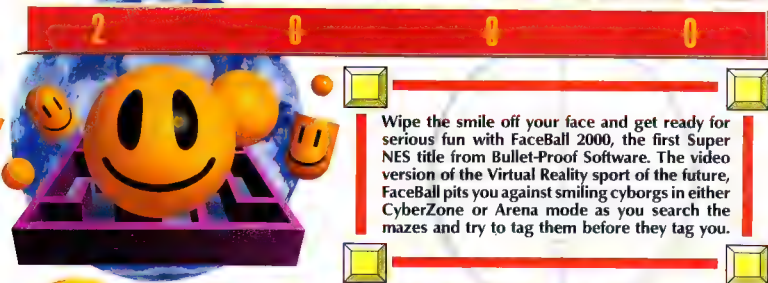 2 0 0 0
Wipe the smile off your face and get ready for
serious fun with FaceBall 2000, the first Super
NES title from Bullet-Proof Software. The video
version of the Virtual Reality sport of the future,
FaceBall pits you against smiling cyborgs in either
CyberZone or Arena mode as you search the
mazes and try to tag them before they tag you.